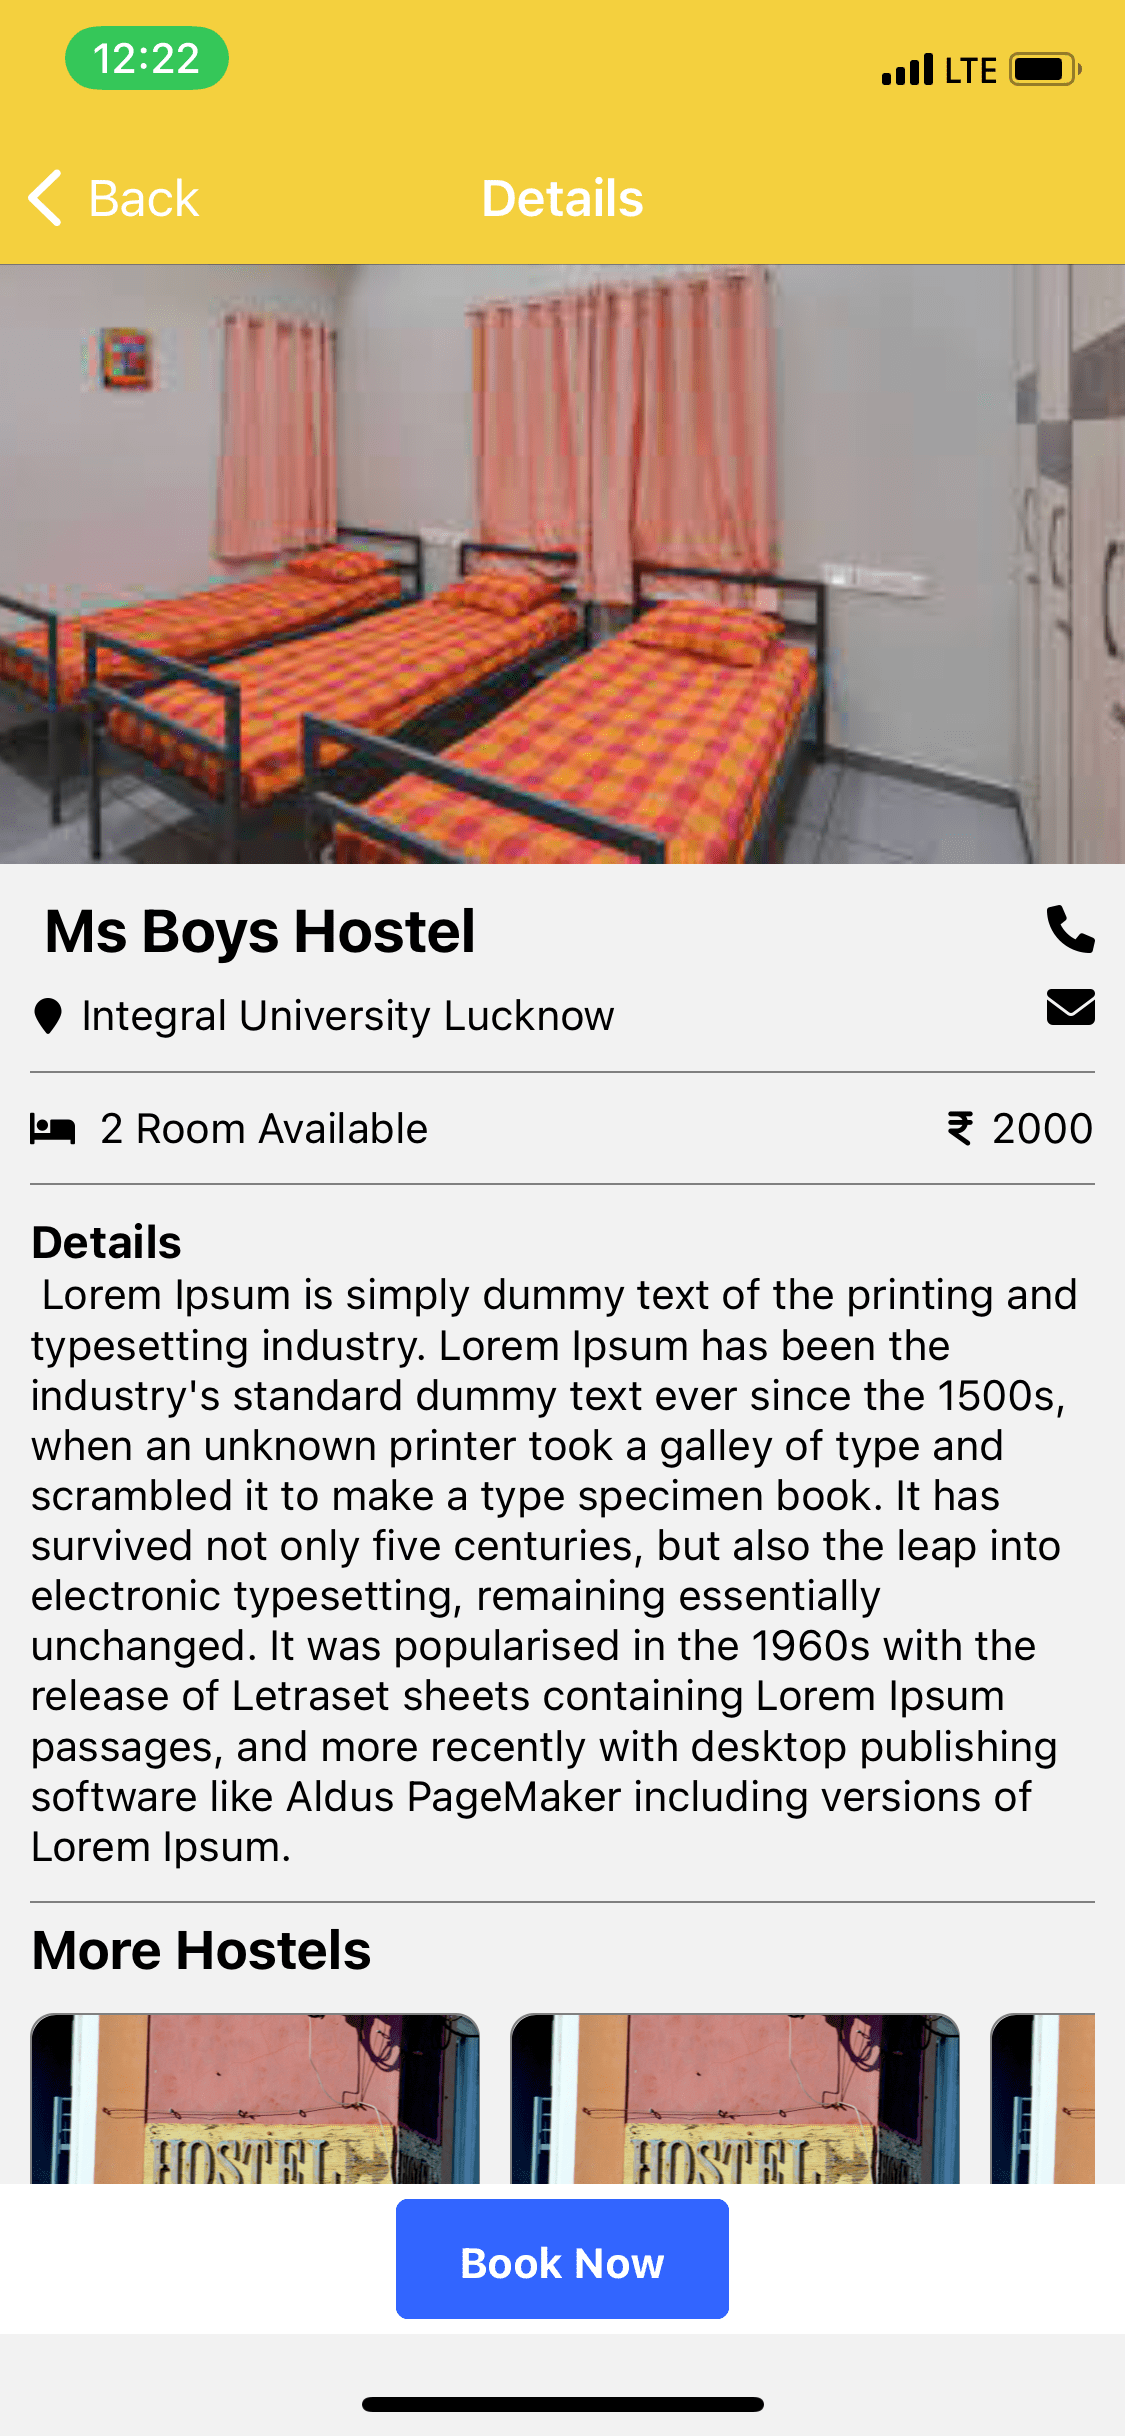 12:22
LTE
Back
Details
Ms Boys Hostel
Integral University Lucknow
2 Room Available
₹ 2000
Details
Lorem Ipsum is simply dummy text of the printing and
typesetting industry. Lorem Ipsum has been the
industry's standard dummy text ever since the 1500s,
when an unknown printer took a galley of type and
scrambled it to make a type specimen book. It has
survived not only five centuries, but also the leap into
electronic typesetting, remaining essentially
unchanged. It was popularised in the 1960s with the
release of Letraset sheets containing Lorem Ipsum
passages, and more recently with desktop publishing
software like Aldus PageMaker including versions of
Lorem Ipsum.
More Hostels
HOSTEL
HOSTEL
Book Now